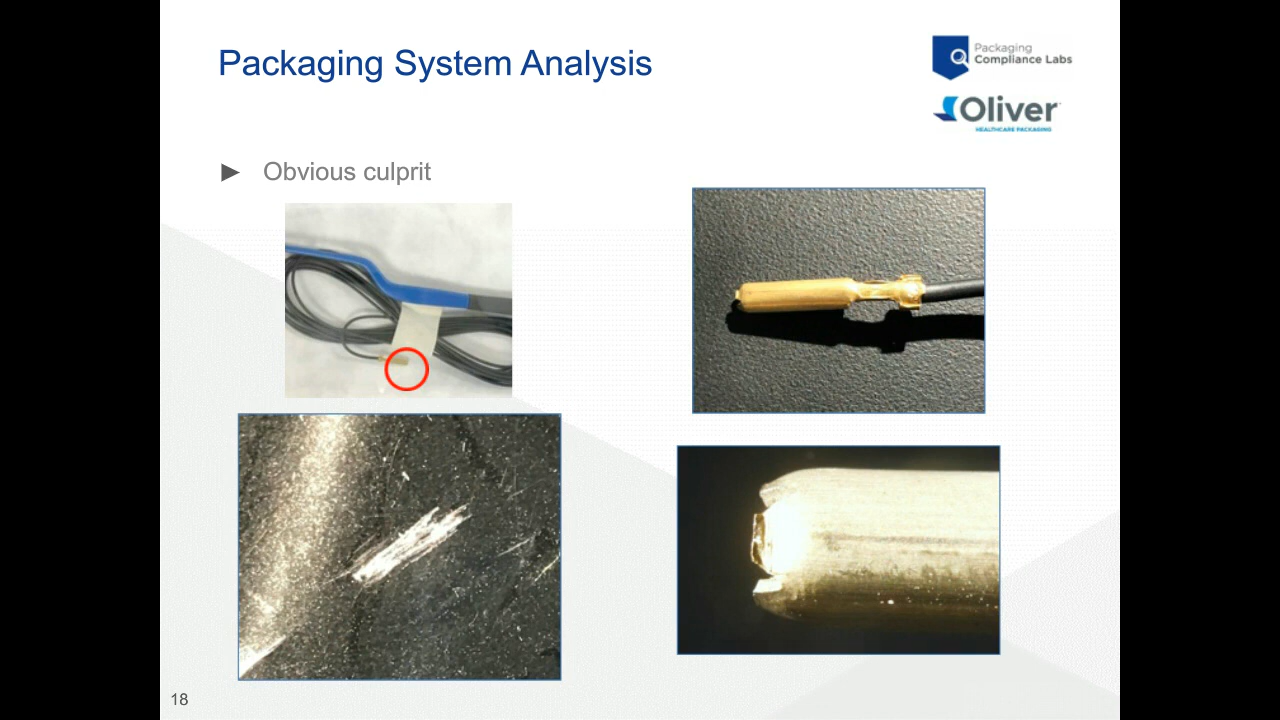 Packaging System Analysis
Packaging
Compliance Labs
Oliver
HEALTHCARE PACKAGING
► Obvious culprit
18